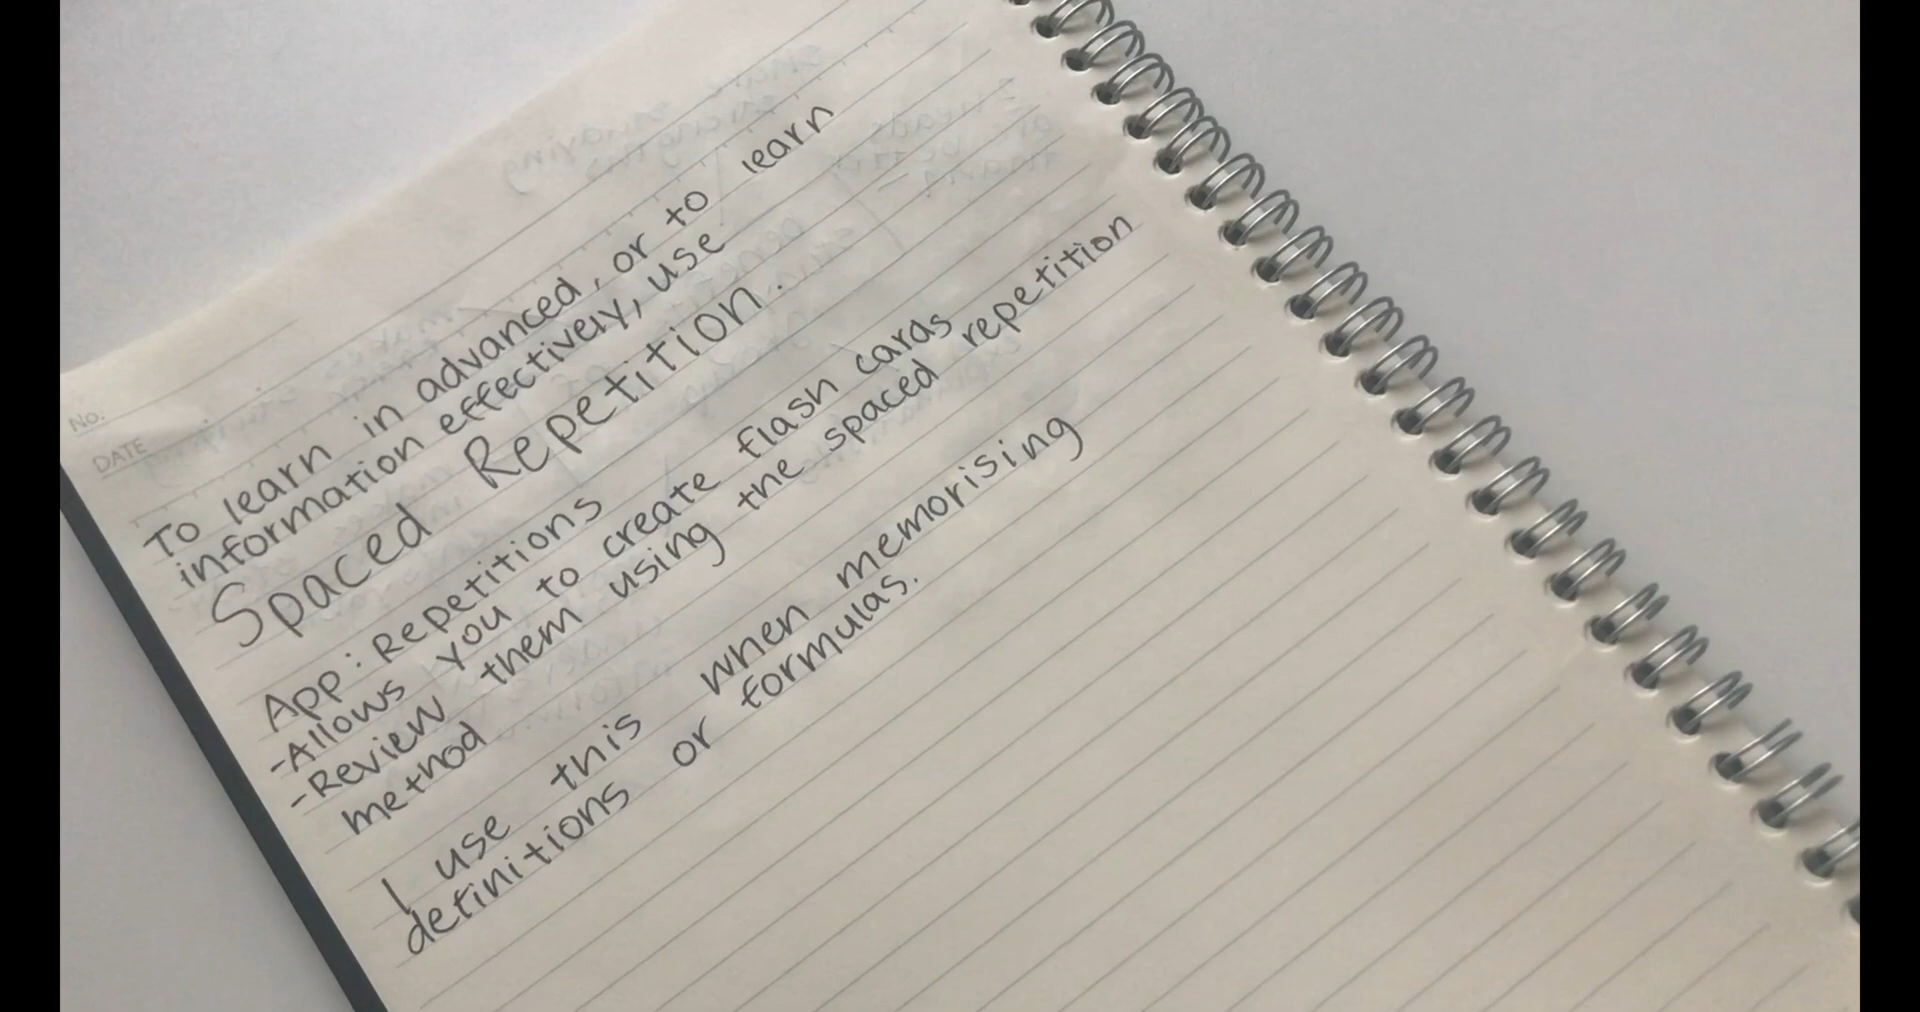 No.
DATE
To learn in advanced, or to learn
information effectively, use
Spaced Repetition.
App: Repetitions
-Allows you to create flash cards
-Review them using the spaced repetition
method
I use this when memorising
definitions or formulas.